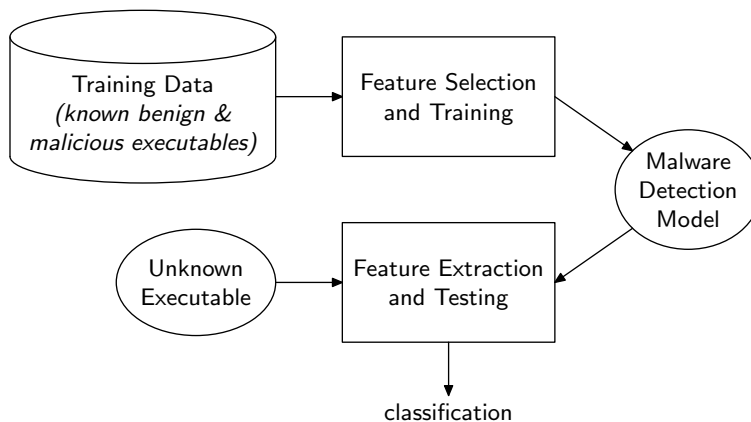 Training Data
(known benign &
malicious executables)
Feature Selection
and Training
Malware
Detection
Model
Unknown
Executable
Feature Extraction
and Testing
classification